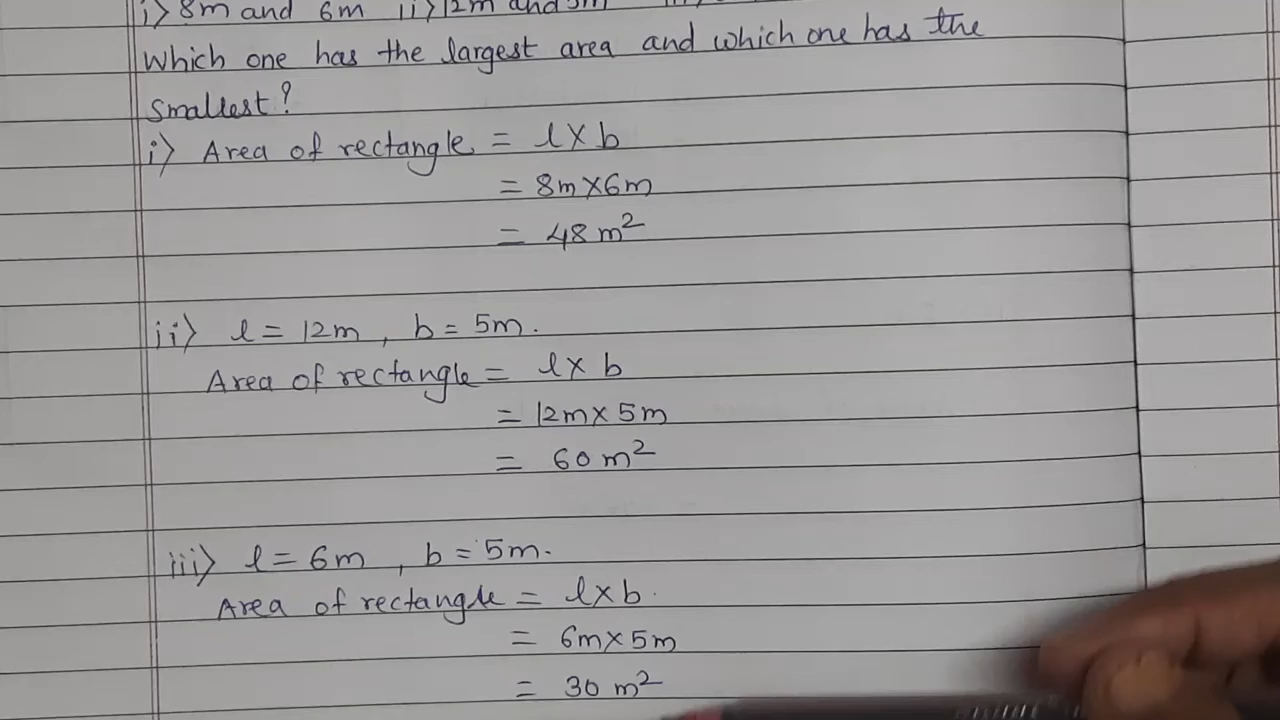 i) 8m and 6m ii) 12m and 5m
Which one has the largest area and which one has the
smallest?
i) Area of rectangle = l × b
= 8m × 6m
= 48 m²
ii) l = 12m, b = 5m.
Area of rectangle = l × b
= 12m × 5m
= 60 m²
iii) l = 6m, b = 5m.
Area of rectangle = l × b.
= 6m × 5m
= 30 m²